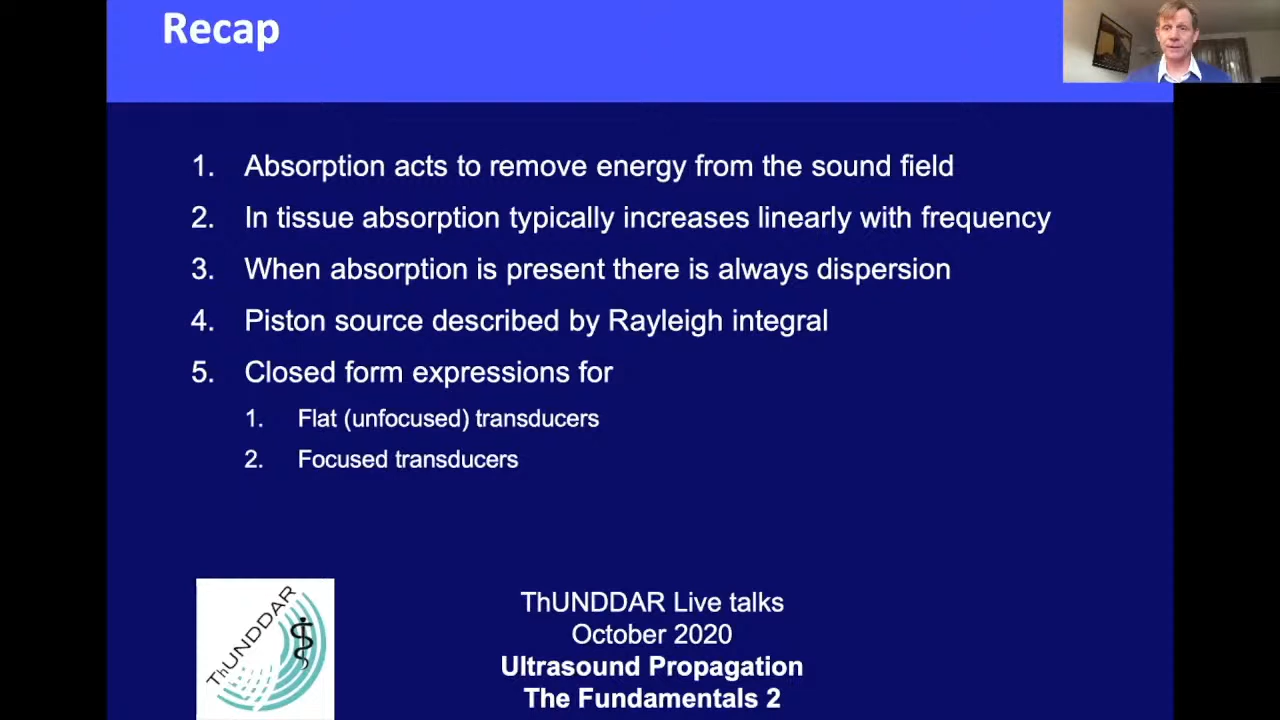 Recap
1. Absorption acts to remove energy from the sound field
2. In tissue absorption typically increases linearly with frequency
3. When absorption is present there is always dispersion
4. Piston source described by Rayleigh integral
5. Closed form expressions for
1. Flat (unfocused) transducers
2. Focused transducers
ThUNDDAR
ThUNDDAR Live talks
October 2020
Ultrasound Propagation
The Fundamentals 2